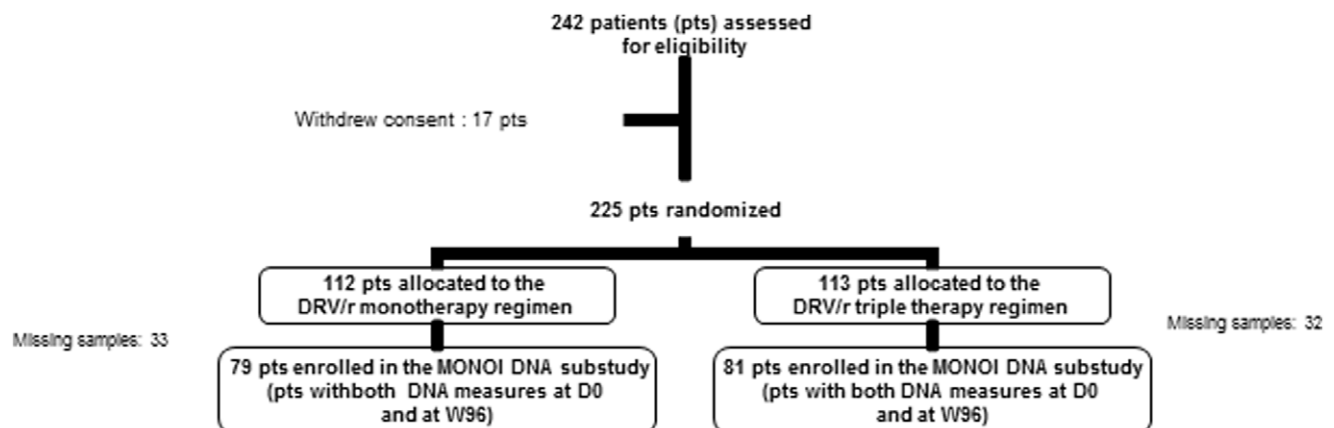 242 patients (pts) assessed
for eligibility
Withdrew consent : 17 pts
225 pts randomized
112 pts allocated to the
DRV/r monotherapy regimen
113 pts allocated to the
DRV/r triple therapy regimen
Missing samples: 33
Missing samples: 32
79 pts enrolled in the MONOI DNA substudy
(pts withboth DNA measures at D0
and at W96)
81 pts enrolled in the MONOI DNA substudy
(pts with both DNA measures at D0
and at W96)